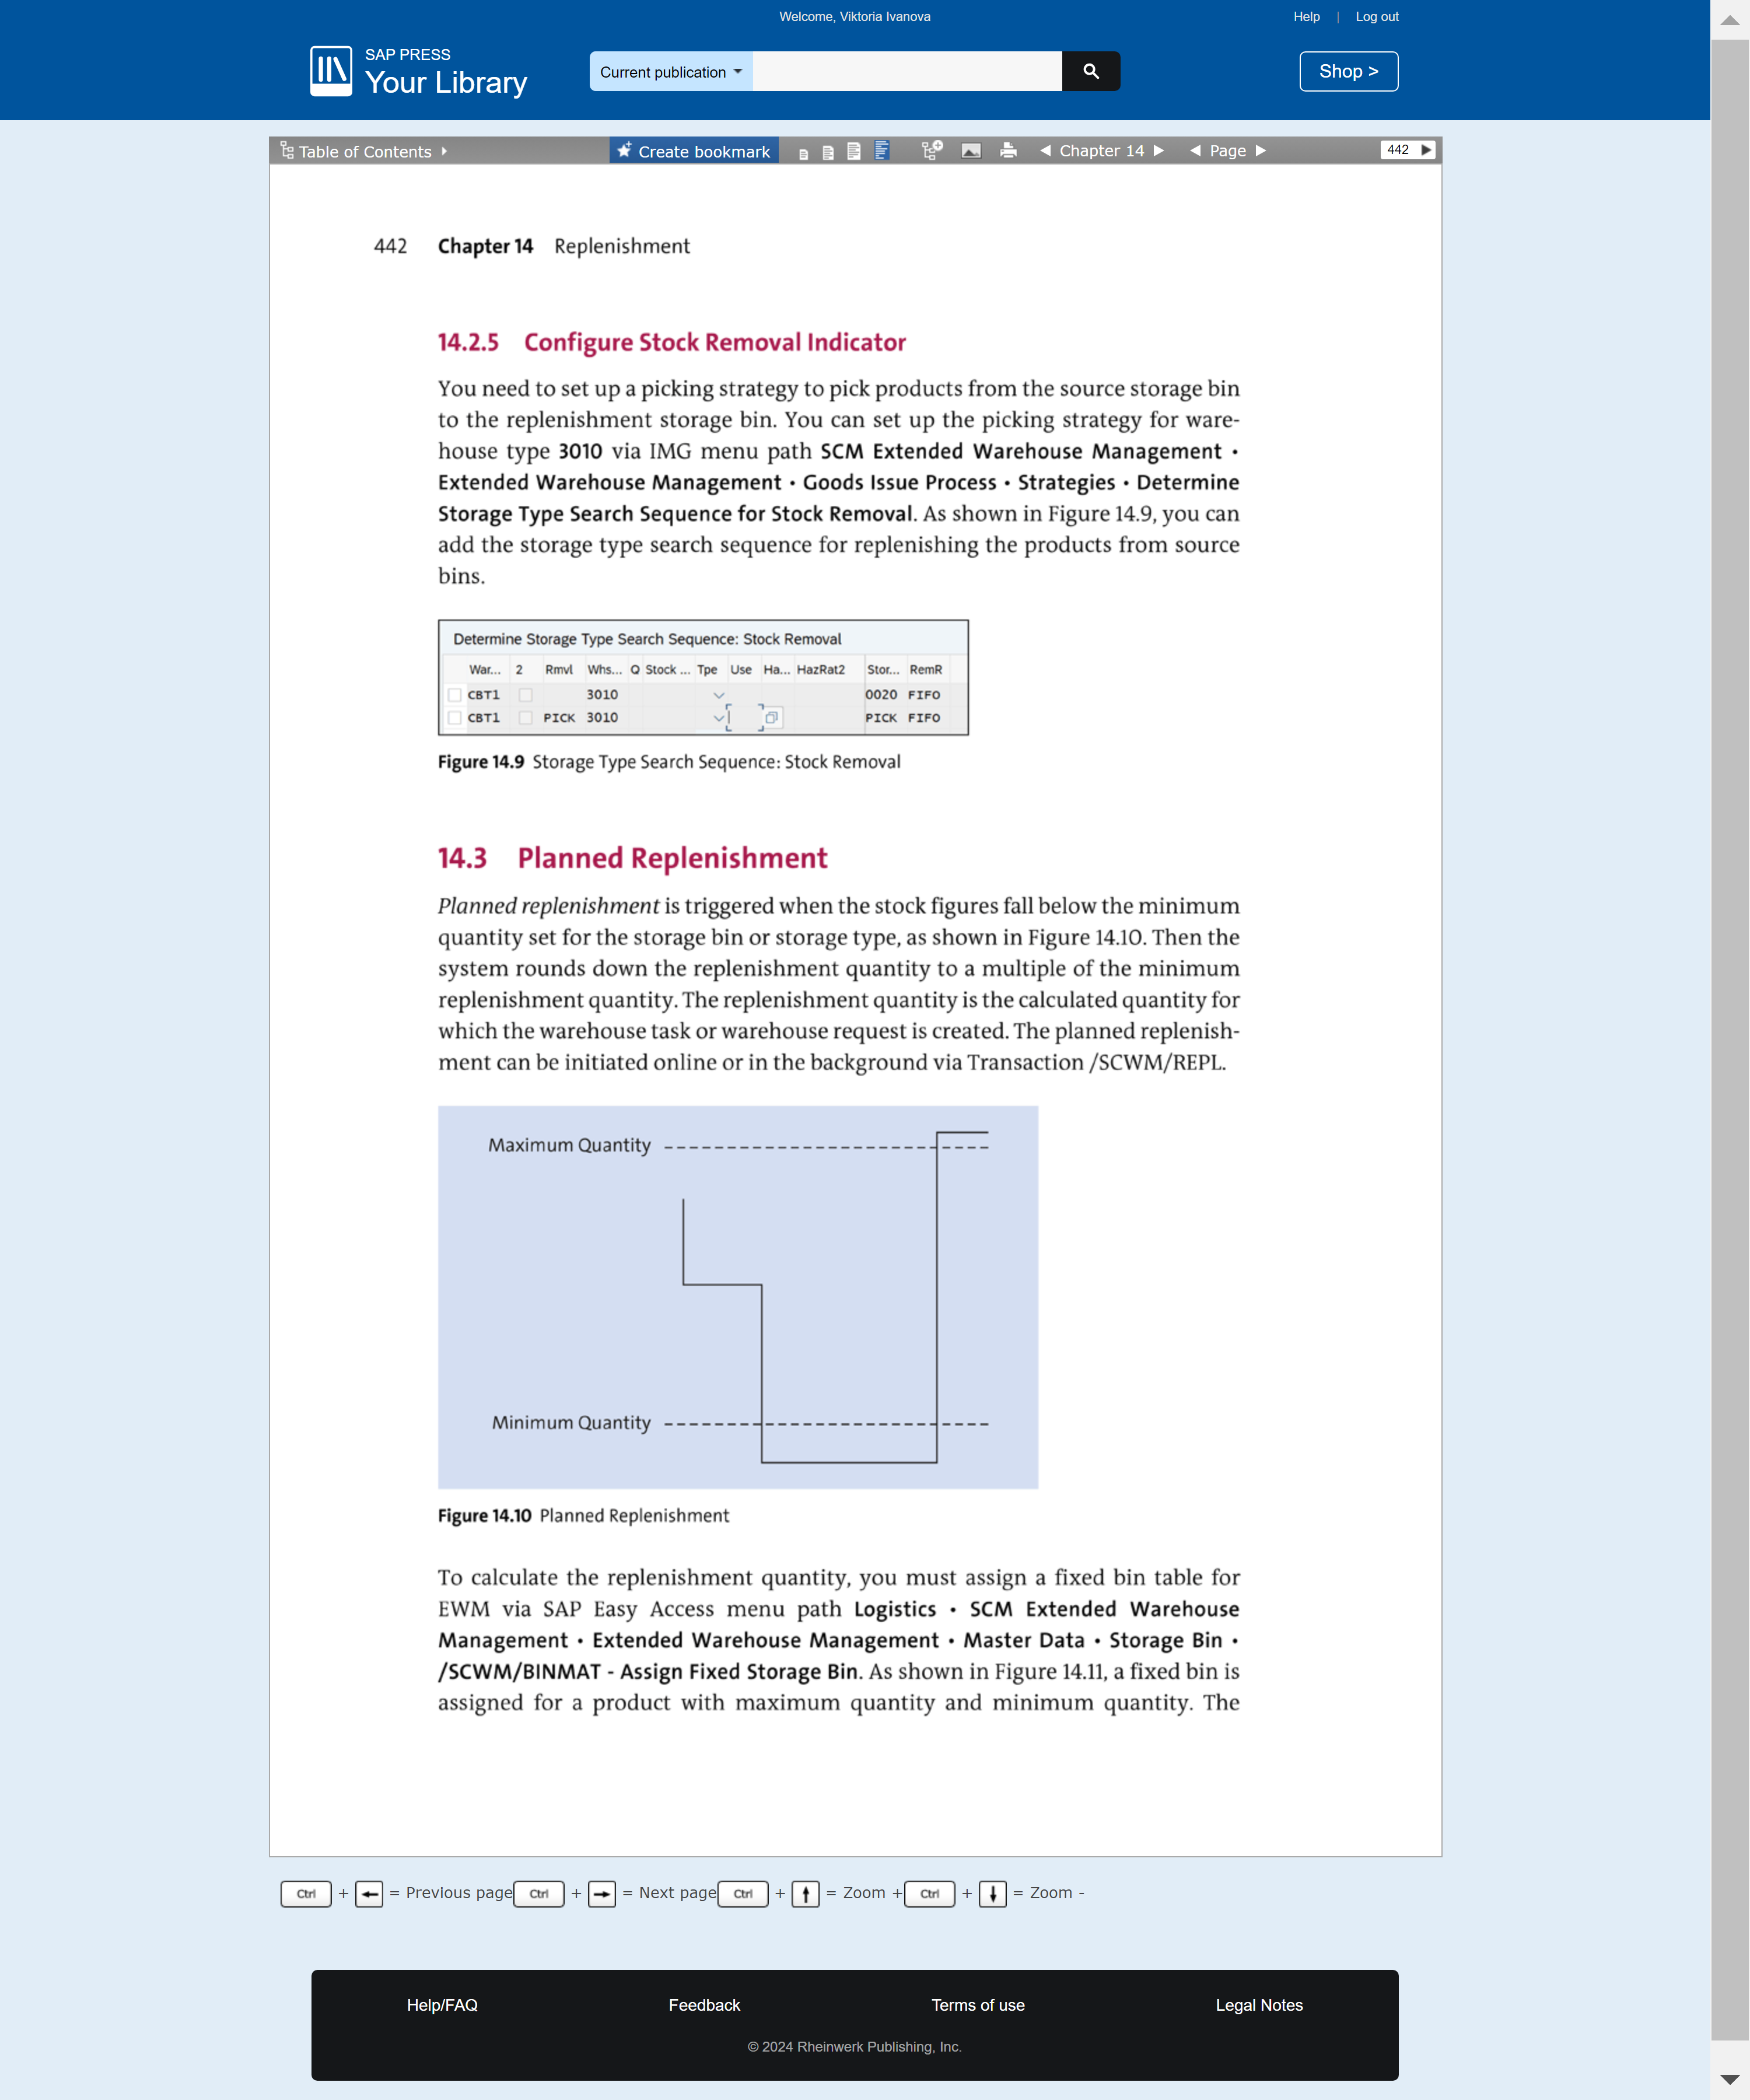 Welcome, Viktoria Ivanova
Help | Log out
SAP PRESS
Your Library
Current publication
Shop >
Table of Contents
Create bookmark
Chapter 14
Page
442
442 Chapter 14 Replenishment
14.2.5 Configure Stock Removal Indicator
You need to set up a picking strategy to pick products from the source storage bin
to the replenishment storage bin. You can set up the picking strategy for ware-
house type 3010 via IMG menu path SCM Extended Warehouse Management •
Extended Warehouse Management • Goods Issue Process • Strategies • Determine
Storage Type Search Sequence for Stock Removal. As shown in Figure 14.9, you can
add the storage type search sequence for replenishing the products from source
bins.
Determine Storage Type Search Sequence: Stock Removal
War... 2 Rmvl Whs... Q Stock ... Tpe Use Ha... HazRat2 Stor... RemR
CBT1 3010 0020 FIFO
CBT1 PICK 3010 PICK FIFO
Figure 14.9 Storage Type Search Sequence: Stock Removal
14.3 Planned Replenishment
Planned replenishment is triggered when the stock figures fall below the minimum
quantity set for the storage bin or storage type, as shown in Figure 14.10. Then the
system rounds down the replenishment quantity to a multiple of the minimum
replenishment quantity. The replenishment quantity is the calculated quantity for
which the warehouse task or warehouse request is created. The planned replenish-
ment can be initiated online or in the background via Transaction /SCWM/REPL.
Maximum Quantity
Minimum Quantity
Figure 14.10 Planned Replenishment
To calculate the replenishment quantity, you must assign a fixed bin table for
EWM via SAP Easy Access menu path Logistics • SCM Extended Warehouse
Management • Extended Warehouse Management • Master Data • Storage Bin •
/SCWM/BINMAT - Assign Fixed Storage Bin. As shown in Figure 14.11, a fixed bin is
assigned for a product with maximum quantity and minimum quantity. The
Ctrl + ← = Previous page Ctrl + → = Next page Ctrl + ↑ = Zoom + Ctrl + ↓ = Zoom -
Help/FAQ
Feedback
Terms of use
Legal Notes
© 2024 Rheinwerk Publishing, Inc.